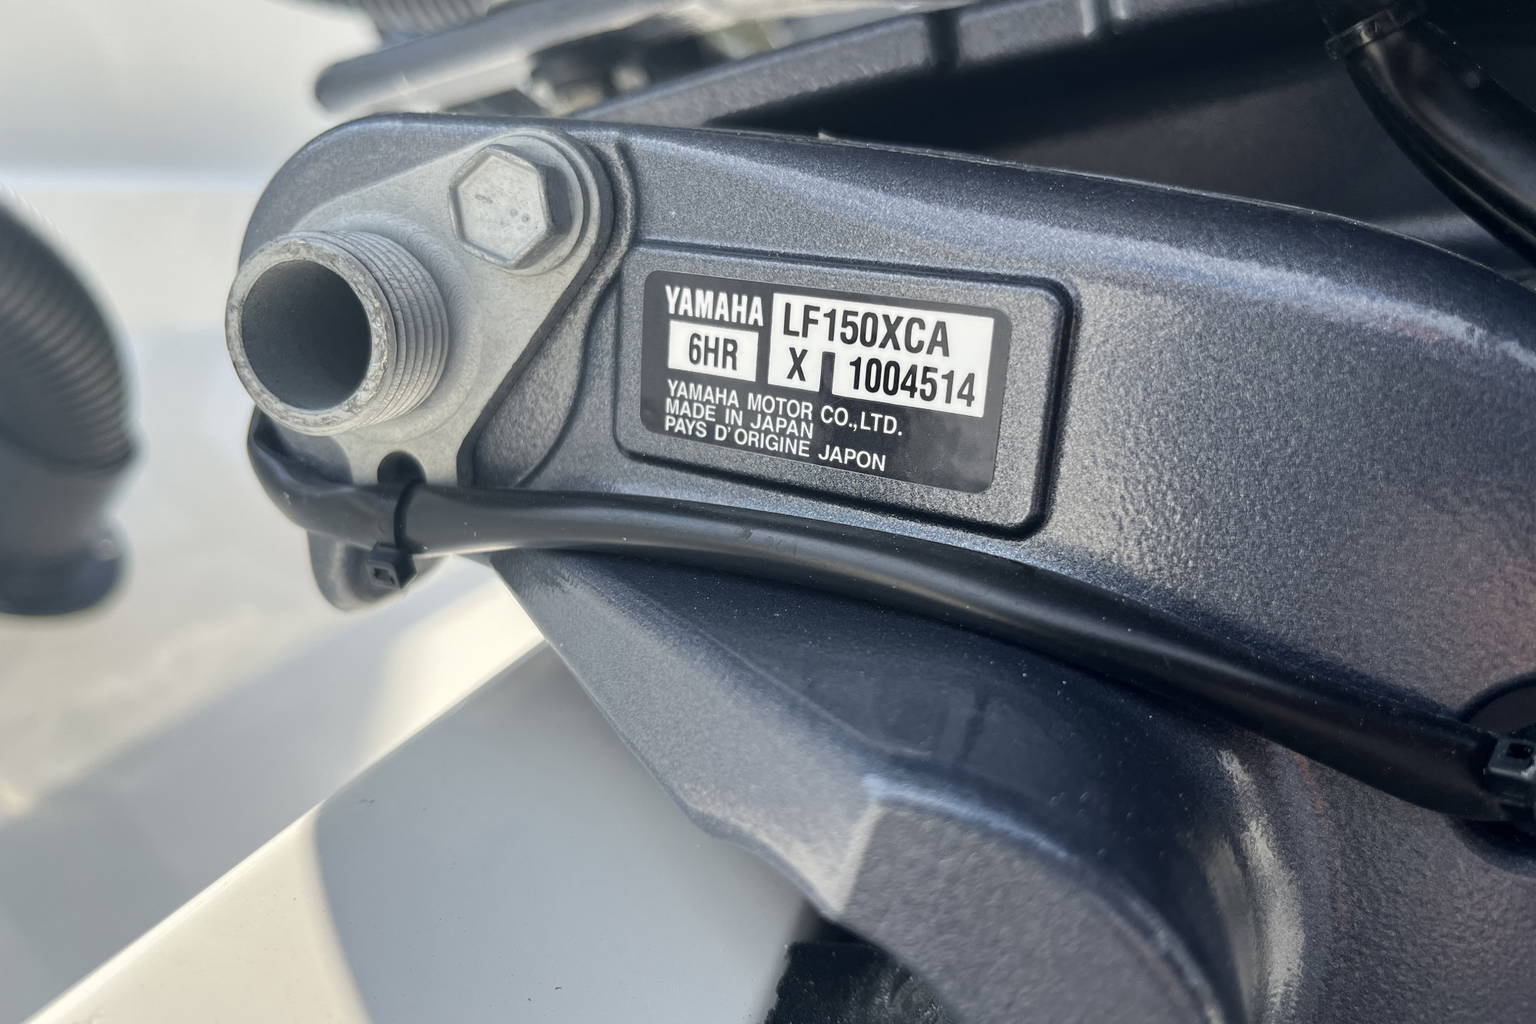 YAMAHA LF150XCA
6HR X 1004514
YAMAHA MOTOR CO.,LTD.
MADE IN JAPAN
PAYS D'ORIGINE JAPON